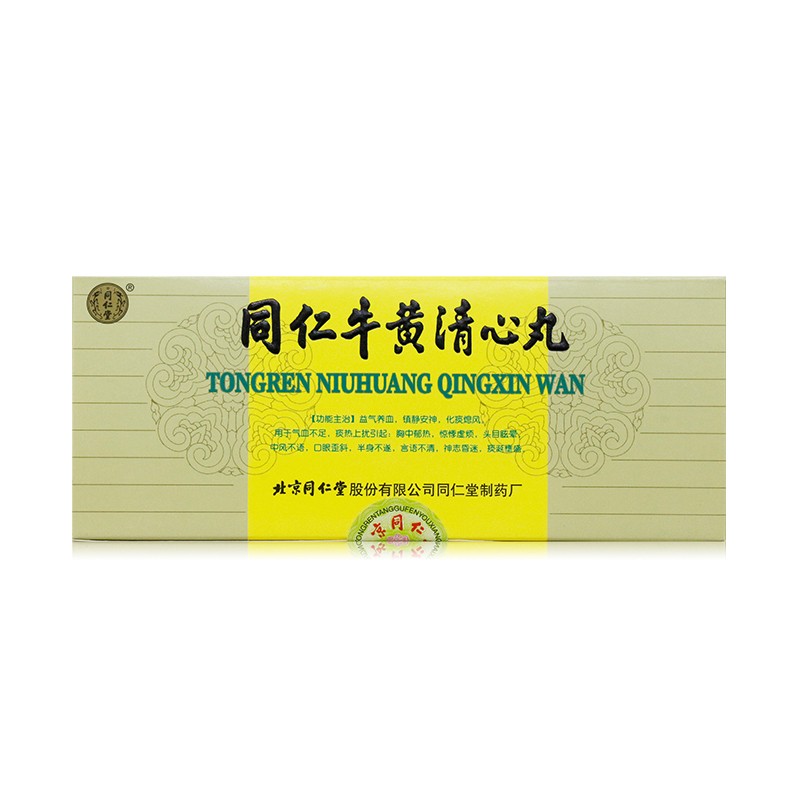 同仁堂
®
同仁牛黄清心丸
TONGREN NIUHUANG QINGXIN WAN
【功能主治】益气养血，镇静安神，化痰熄风。
用于气血不足，痰热上扰引起：胸中郁热，惊悸虚烦，头目眩晕，
中风不语，口眼歪斜，半身不遂，言语不清，神志昏迷，痰涎壅盛。
北京同仁堂股份有限公司同仁堂制药厂
TONGRENTANGGUFENYOUXIAN
京同仁